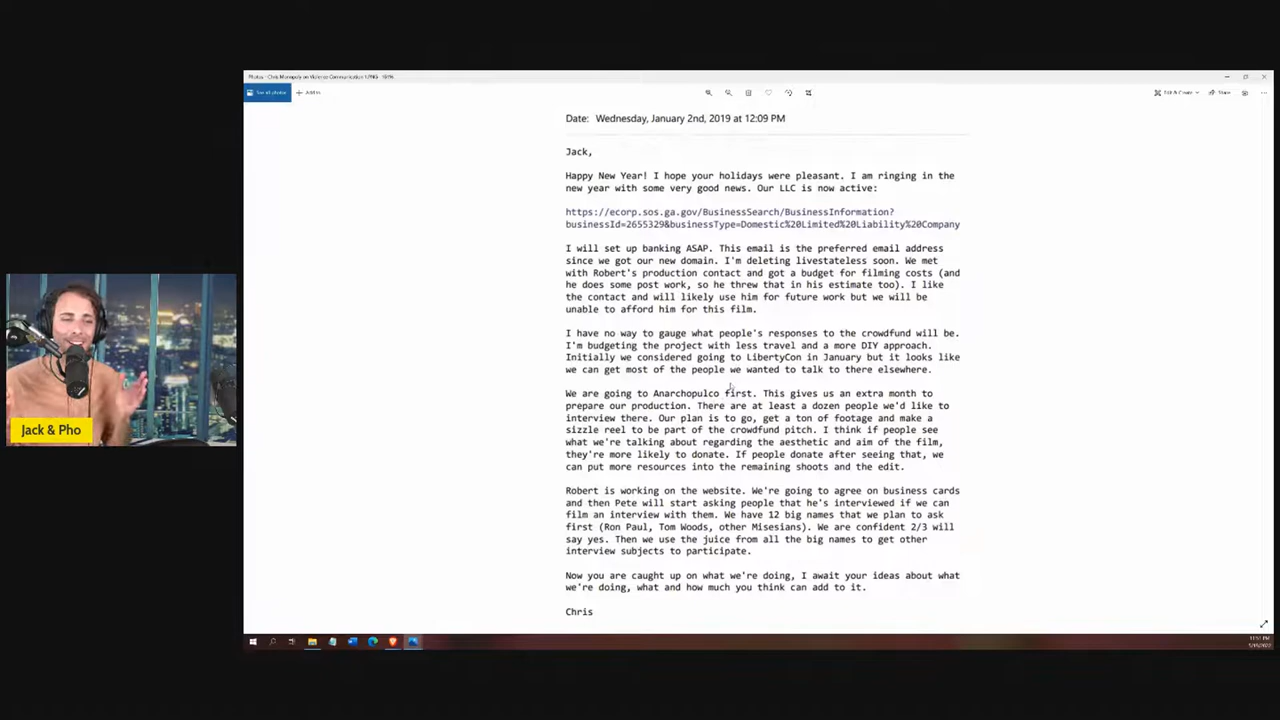 Photos - Chris Monopoly on Violence Communication 1.PNG - 151%
See all photos
Add to
Edit & Create
Share
Date: Wednesday, January 2nd, 2019 at 12:09 PM
Jack,
Happy New Year! I hope your holidays were pleasant. I am ringing in the
new year with some very good news. Our LLC is now active:
https://ecorp.sos.ga.gov/BusinessSearch/BusinessInformation?
businessId=2655329&businessType=Domestic%20Limited%20Liability%20Company
I will set up banking ASAP. This email is the preferred email address
since we got our new domain. I'm deleting livestateless soon. We met
with Robert's production contact and got a budget for filming costs (and
he does some post work, so he threw that in his estimate too). I like
the contact and will likely use him for future work but we will be
unable to afford him for this film.
I have no way to gauge what people's responses to the crowdfund will be.
I'm budgeting the project with less travel and a more DIY approach.
Initially we considered going to LibertyCon in January but it looks like
we can get most of the people we wanted to talk to there elsewhere.
We are going to Anarchopulco first. This gives us an extra month to
prepare our production. There are at least a dozen people we'd like to
interview there. Our plan is to go, get a ton of footage and make a
sizzle reel to be part of the crowdfund pitch. I think if people see
what we're talking about regarding the aesthetic and aim of the film,
they're more likely to donate. If people donate after seeing that, we
can put more resources into the remaining shoots and the edit.
Robert is working on the website. We're going to agree on business cards
and then Pete will start asking people that he's interviewed if we can
film an interview with them. We have 12 big names that we plan to ask
first (Ron Paul, Tom Woods, other Misesians). We are confident 2/3 will
say yes. Then we use the juice from all the big names to get other
interview subjects to participate.
Now you are caught up on what we're doing, I await your ideas about what
we're doing, what and how much you think can add to it.
Chris
Jack & Pho